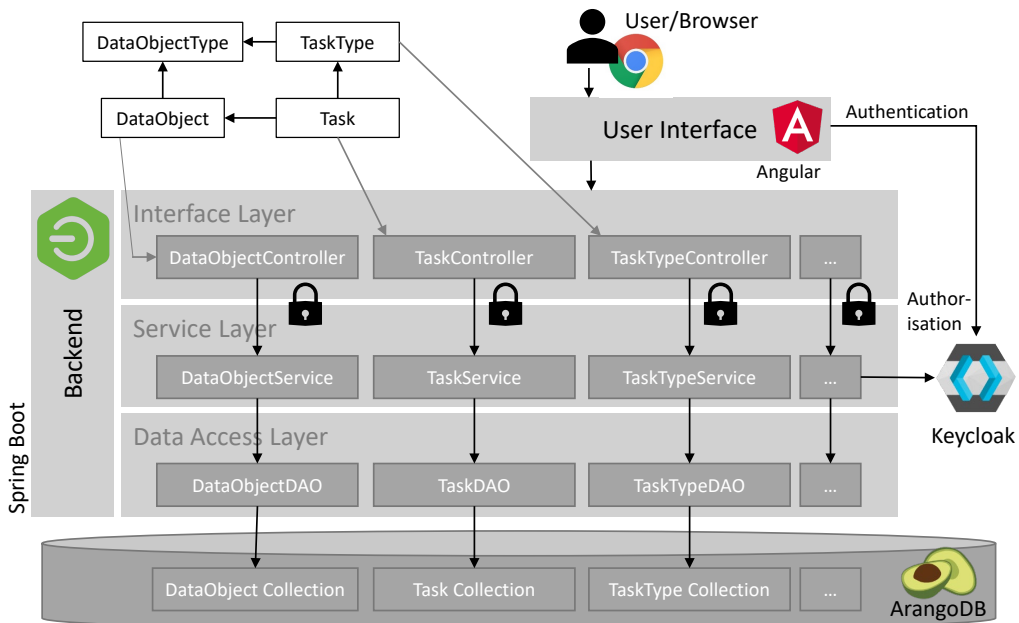 User/Browser
DataObjectType
TaskType
DataObject
Task
User Interface
Authentication
Angular
Interface Layer
DataObjectController
TaskController
TaskTypeController
...
Author-
isation
Service Layer
Backend
DataObjectService
TaskService
TaskTypeService
...
Keycloak
Data Access Layer
Spring Boot
DataObjectDAO
TaskDAO
TaskTypeDAO
...
DataObject Collection
Task Collection
TaskType Collection
...
ArangoDB